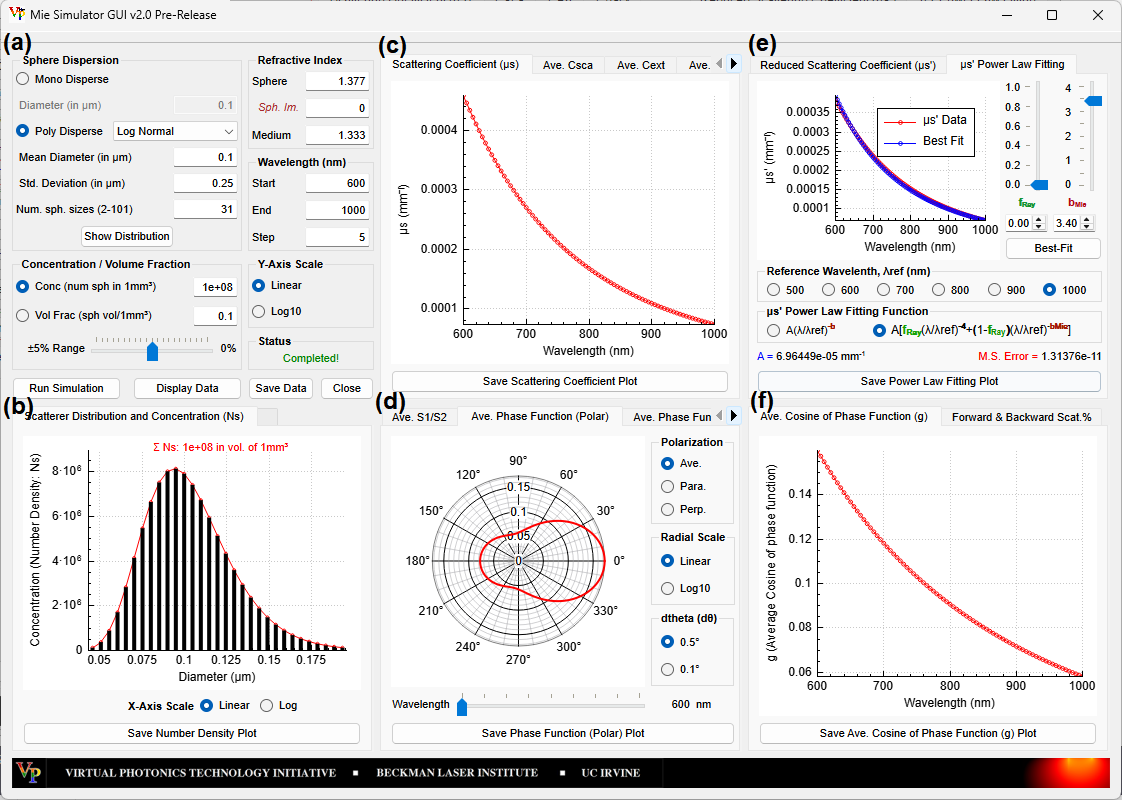 Mie Simulator GUI v2.0 Pre-Release
(a)
Sphere Dispersion
Mono Disperse
Diameter (in µm) 0.1
Poly Disperse Log Normal
Mean Diameter (in µm) 0.1
Std. Deviation (in µm) 0.25
Num. sph. sizes (2-101) 31
Show Distribution
Refractive Index
Sphere 1.377
Sph. Im. 0
Medium 1.333
Wavelength (nm)
Start 600
End 1000
Step 5
Concentration / Volume Fraction
Conc (num sph in 1mm³) 1e+08
Vol Frac (sph vol/1mm³) 0.1
±5% Range 0%
Y-Axis Scale
Linear
Log10
Status
Completed!
Run Simulation Display Data Save Data Close
(b)
Scatterer Distribution and Concentration (Ns)
Σ Ns: 1e+08 in vol. of 1mm³
Concentration (Number Density: Ns)
8·10⁶
6·10⁶
4·10⁶
2·10⁶
0
0.05 0.075 0.1 0.125 0.15 0.175
Diameter (µm)
X-Axis Scale Linear Log
Save Number Density Plot
(c)
Scattering Coefficient (µs) Ave. Csca Ave. Cext Ave.
µs (mm⁻¹)
0.0004
0.0003
0.0002
0.0001
600 700 800 900 1000
Wavelength (nm)
Save Scattering Coefficient Plot
(d)
Ave. S1/S2 Ave. Phase Function (Polar) Ave. Phase Fun
90°
120° 60°
150° 30°
180° 0°
210° 330°
240° 300°
270°
0.15
0.1
0.05
0
Polarization
Ave.
Para.
Perp.
Radial Scale
Linear
Log10
dtheta (dθ)
0.5°
0.1°
Wavelength 600 nm
Save Phase Function (Polar) Plot
(e)
Reduced Scattering Coefficient (µs') µs' Power Law Fitting
µs' (mm⁻¹)
0.00035
0.0003
0.00025
0.0002
0.00015
0.0001
µs' Data
Best Fit
600 700 800 900 1000
Wavelength (nm)
1.0 4
0.8 3
0.6 2
0.4 1
0.2 0
0.0
fRay bMie
0.00 3.40
Best-Fit
Reference Wavelenth, λref (nm)
500 600 700 800 900 1000
µs' Power Law Fitting Function
A(λ/λref)⁻ᵇ A[fRay(λ/λref)⁻⁴+(1-fRay)(λ/λref)⁻ᵇᴹⁱᵉ]
A = 6.96449e-05 mm⁻¹ M.S. Error = 1.31376e-11
Save Power Law Fitting Plot
(f)
Ave. Cosine of Phase Function (g) Forward & Backward Scat.%
g (Average Cosine of phase function)
0.14
0.12
0.1
0.08
0.06
600 700 800 900 1000
Wavelength (nm)
Save Ave. Cosine of Phase Function (g) Plot
VP VIRTUAL PHOTONICS TECHNOLOGY INITIATIVE ■ BECKMAN LASER INSTITUTE ■ UC IRVINE